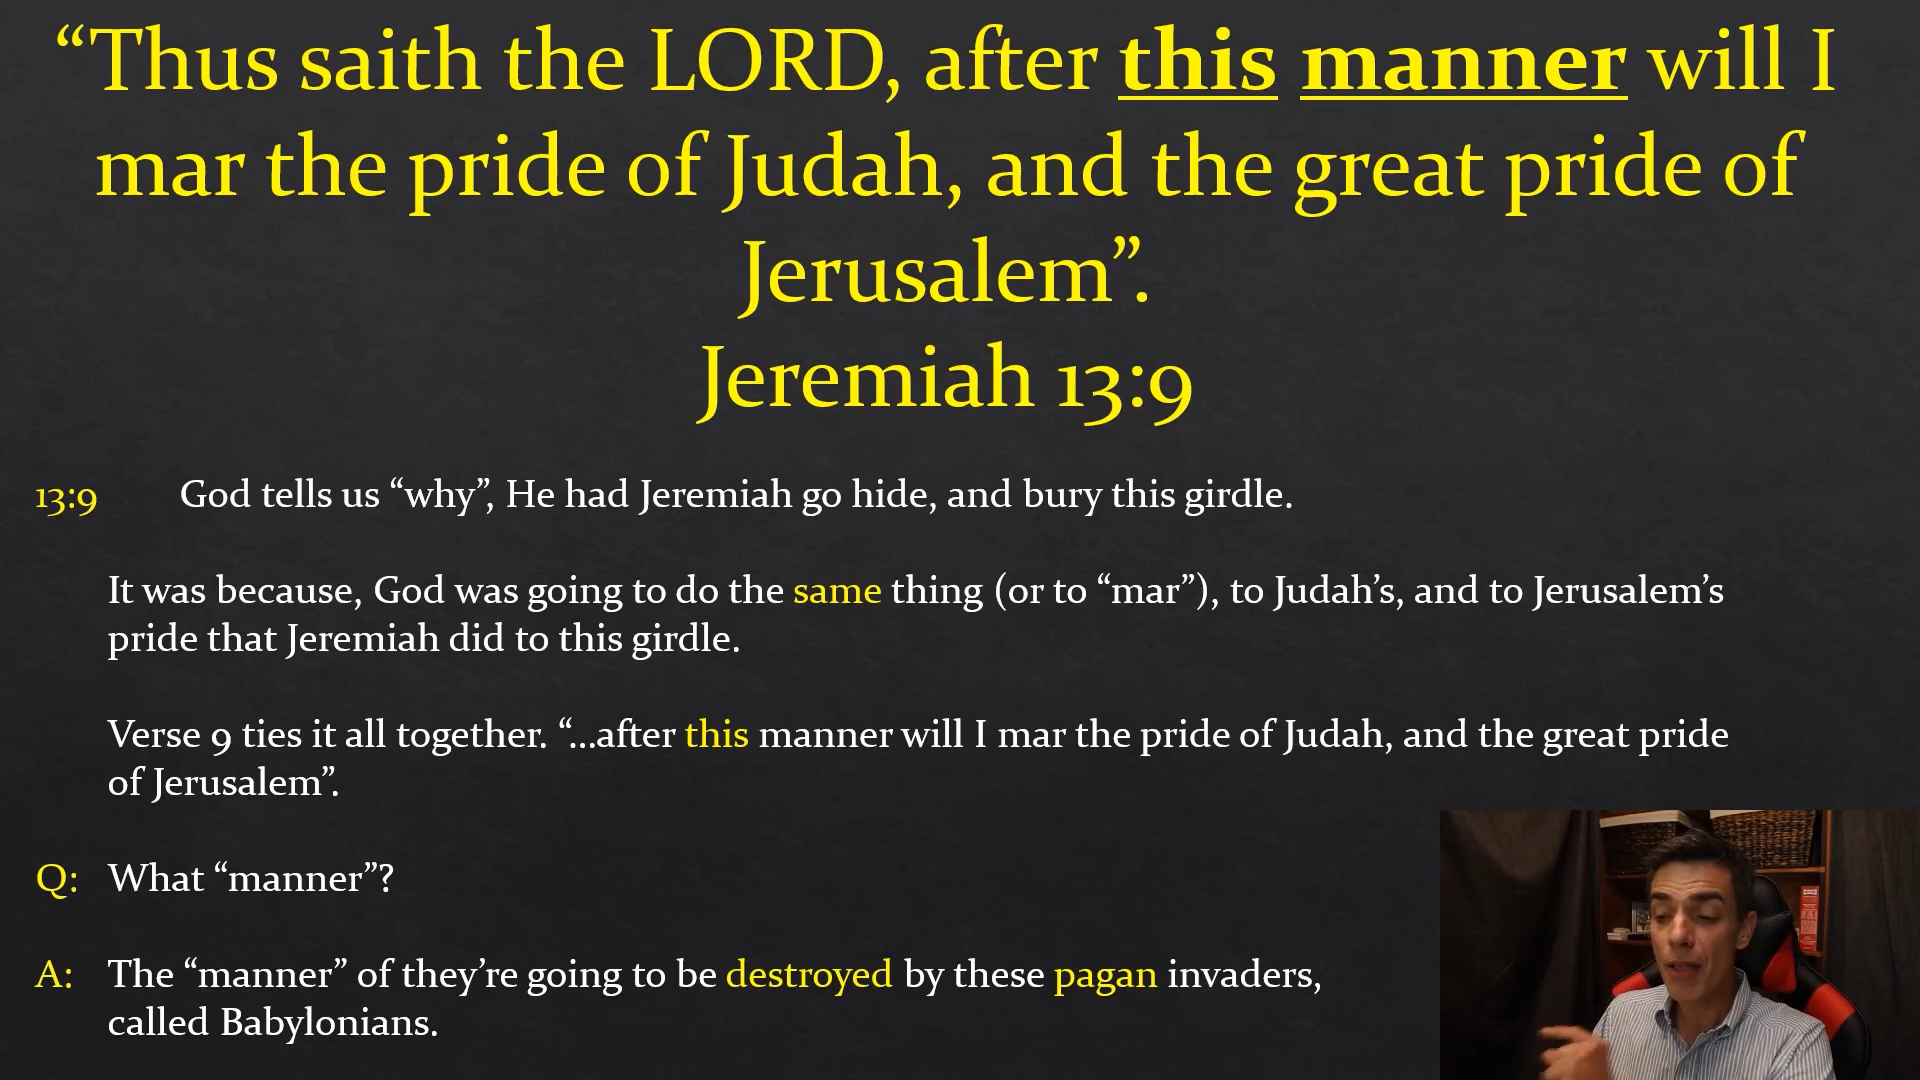 “Thus saith the LORD, after this manner will I
mar the pride of Judah, and the great pride of
Jerusalem”.
Jeremiah 13:9
13:9 God tells us “why”, He had Jeremiah go hide, and bury this girdle.
It was because, God was going to do the same thing (or to “mar”), to Judah’s, and to Jerusalem’s
pride that Jeremiah did to this girdle.
Verse 9 ties it all together. “…after this manner will I mar the pride of Judah, and the great pride
of Jerusalem”.
Q: What “manner”?
A: The “manner” of they’re going to be destroyed by these pagan invaders,
called Babylonians.